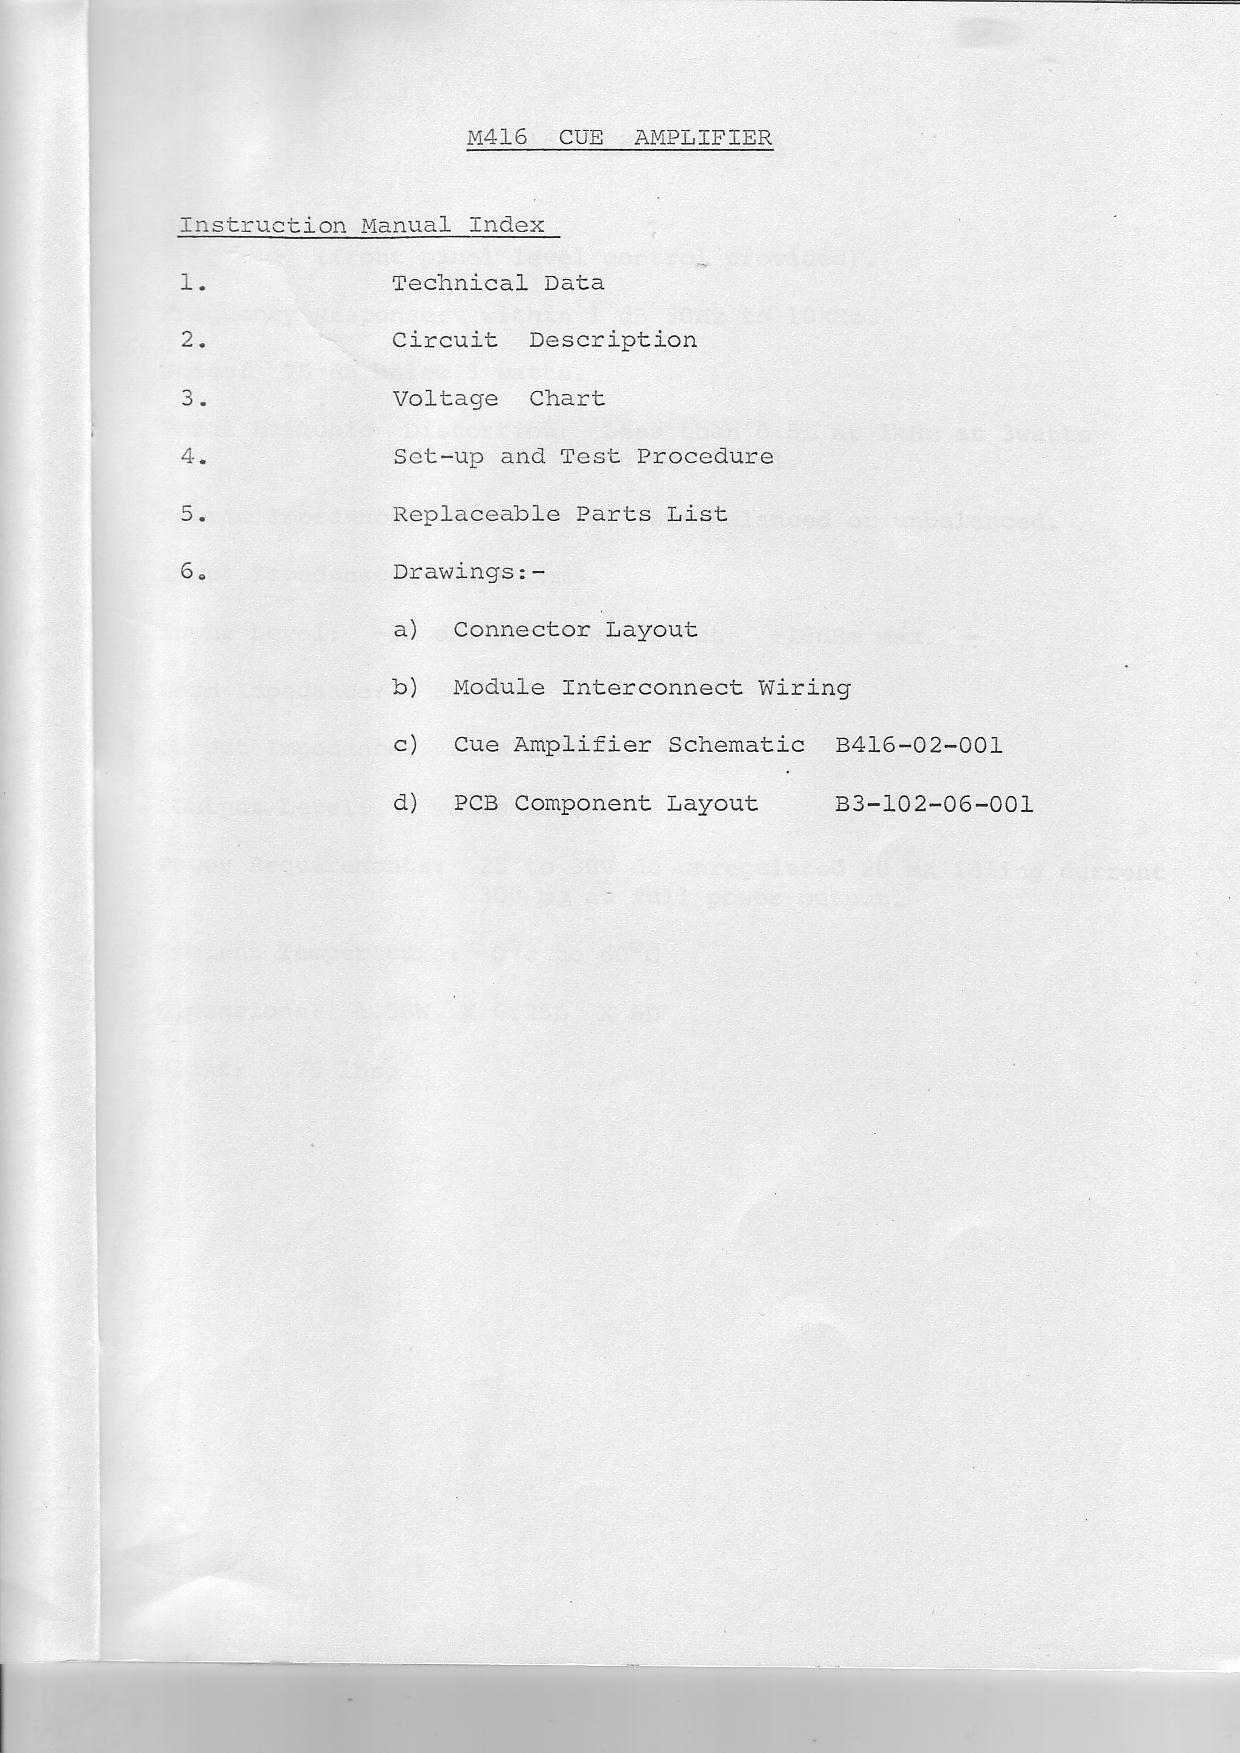 M416 CUE AMPLIFIER
Instruction Manual Index
1. Technical Data
2. Circuit Description
3. Voltage Chart
4. Set-up and Test Procedure
5. Replaceable Parts List
6. Drawings:-
a) Connector Layout
b) Module Interconnect Wiring
c) Cue Amplifier Schematic B416-02-001
d) PCB Component Layout B3-102-06-001